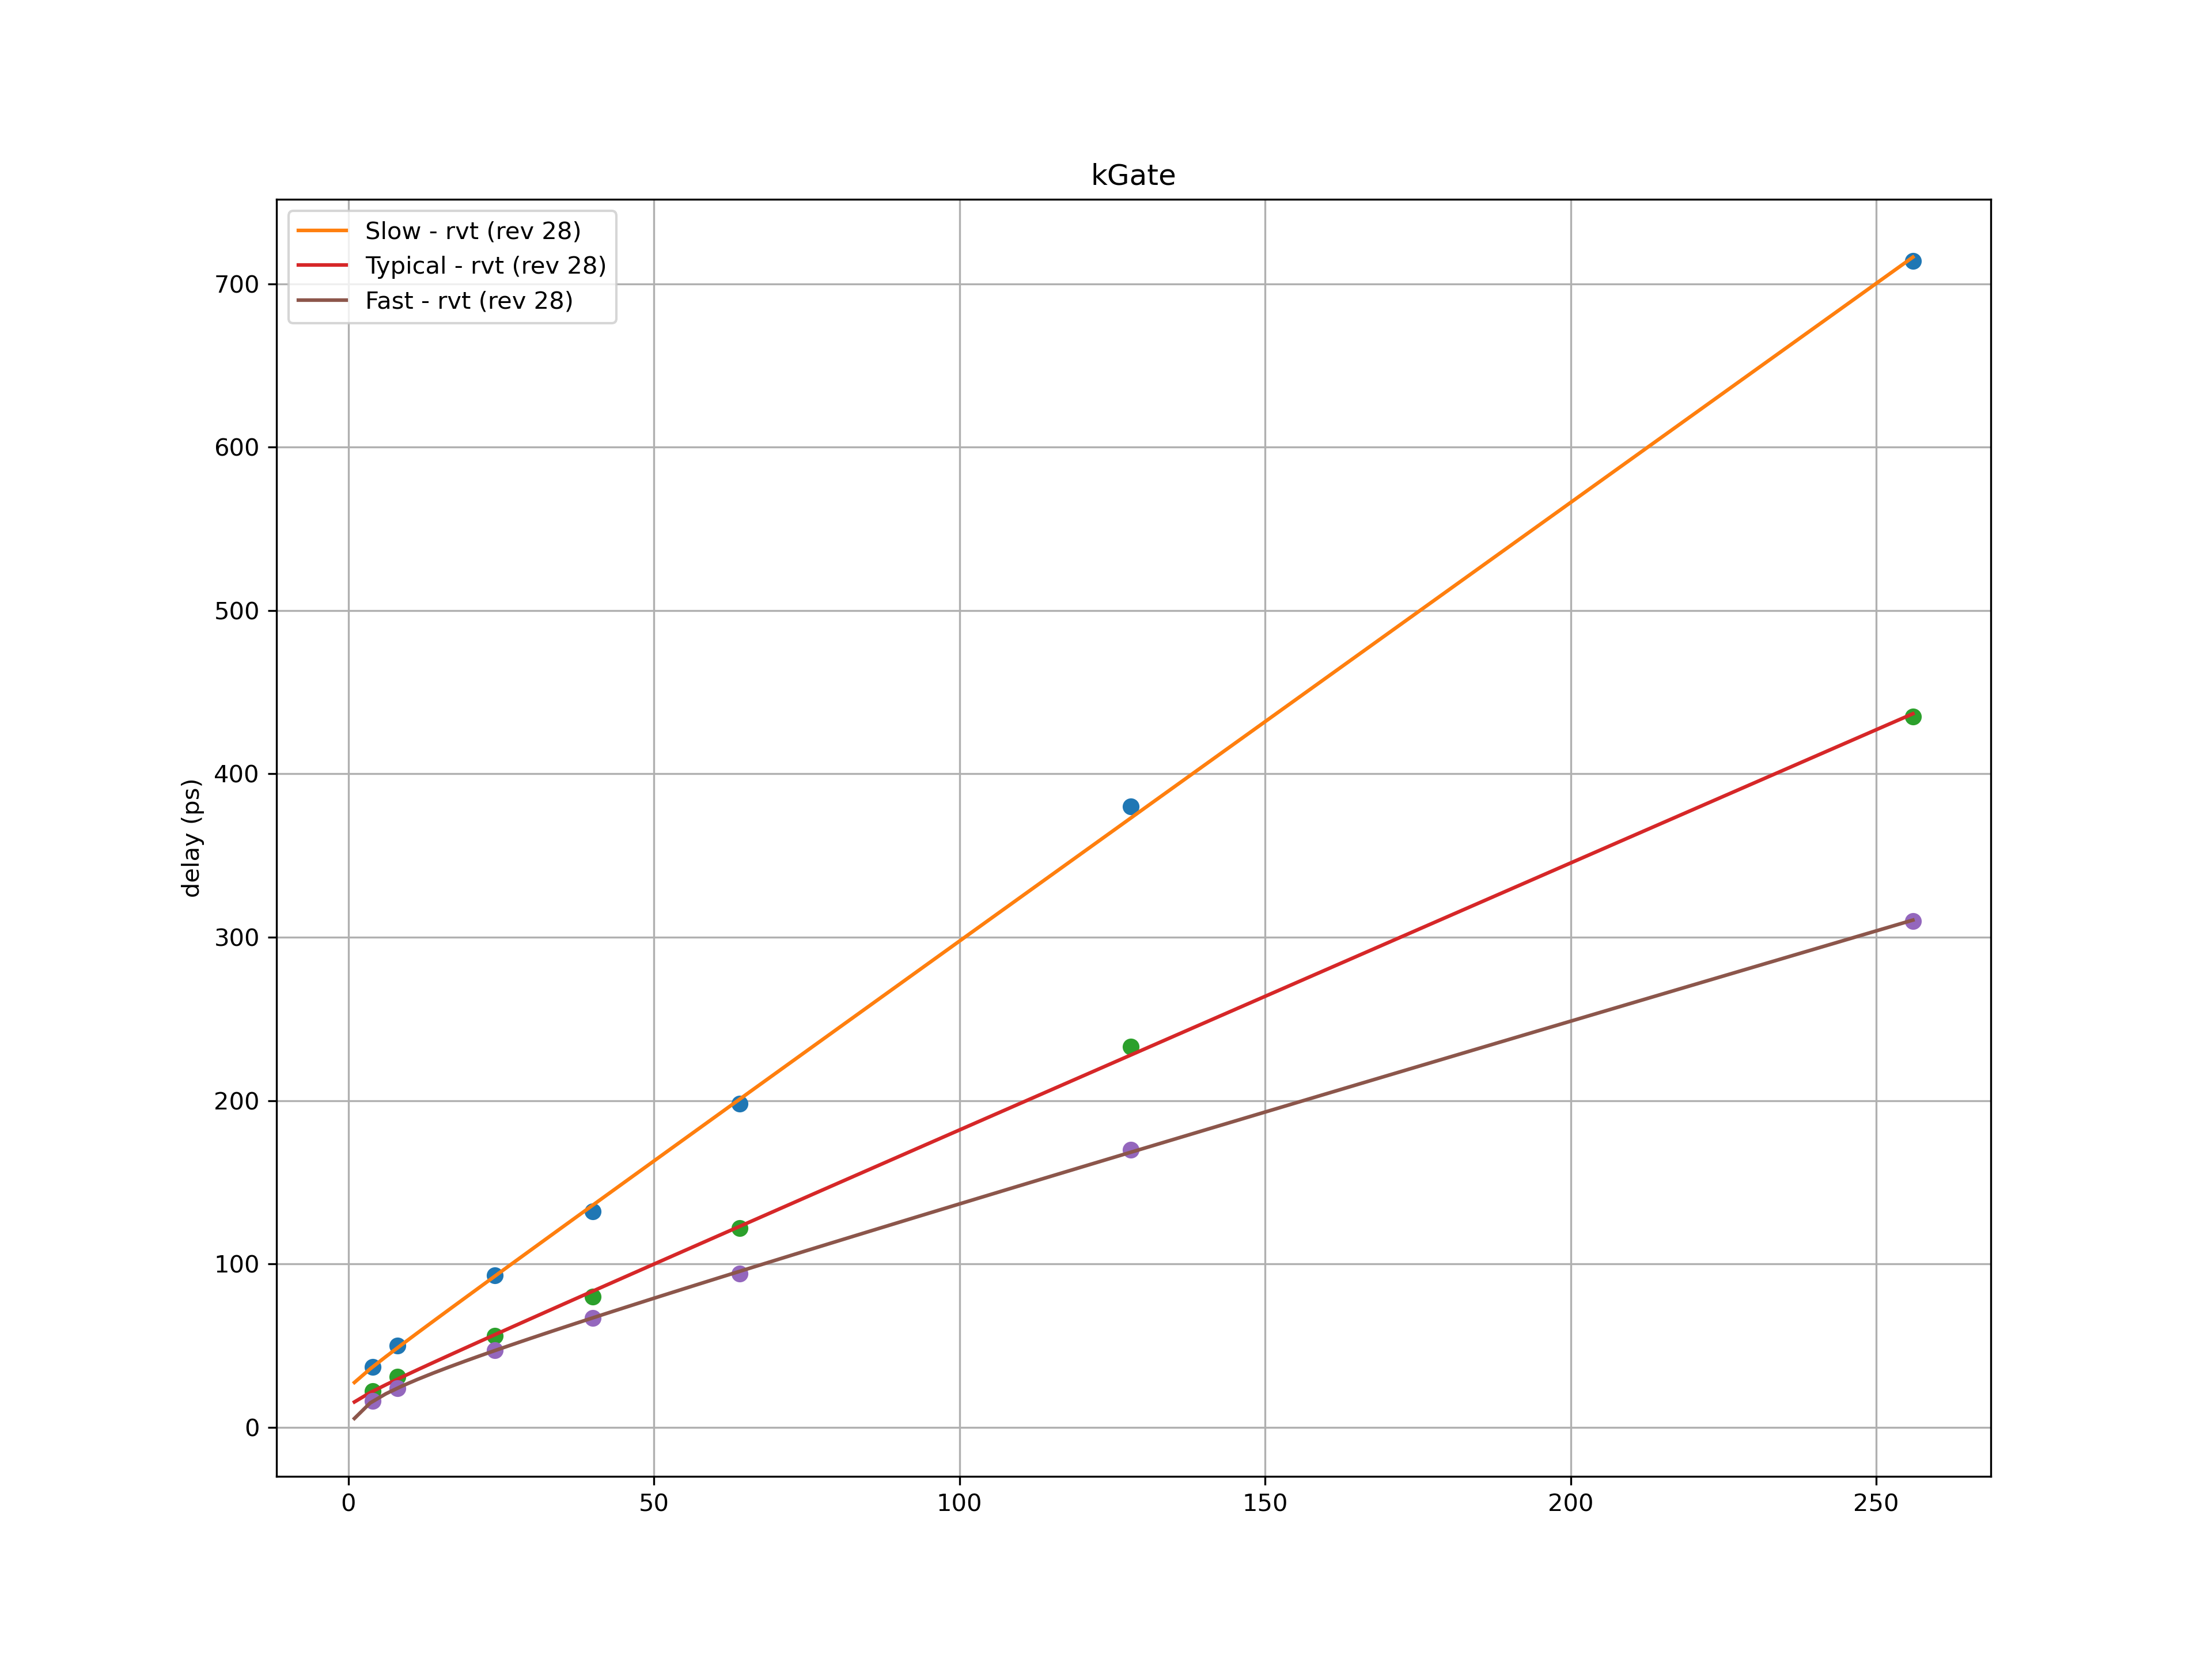 kGate
Slow - rvt (rev 28)
Typical - rvt (rev 28)
Fast - rvt (rev 28)
700
600
500
400
300
200
100
0
delay (ps)
0 50 100 150 200 250